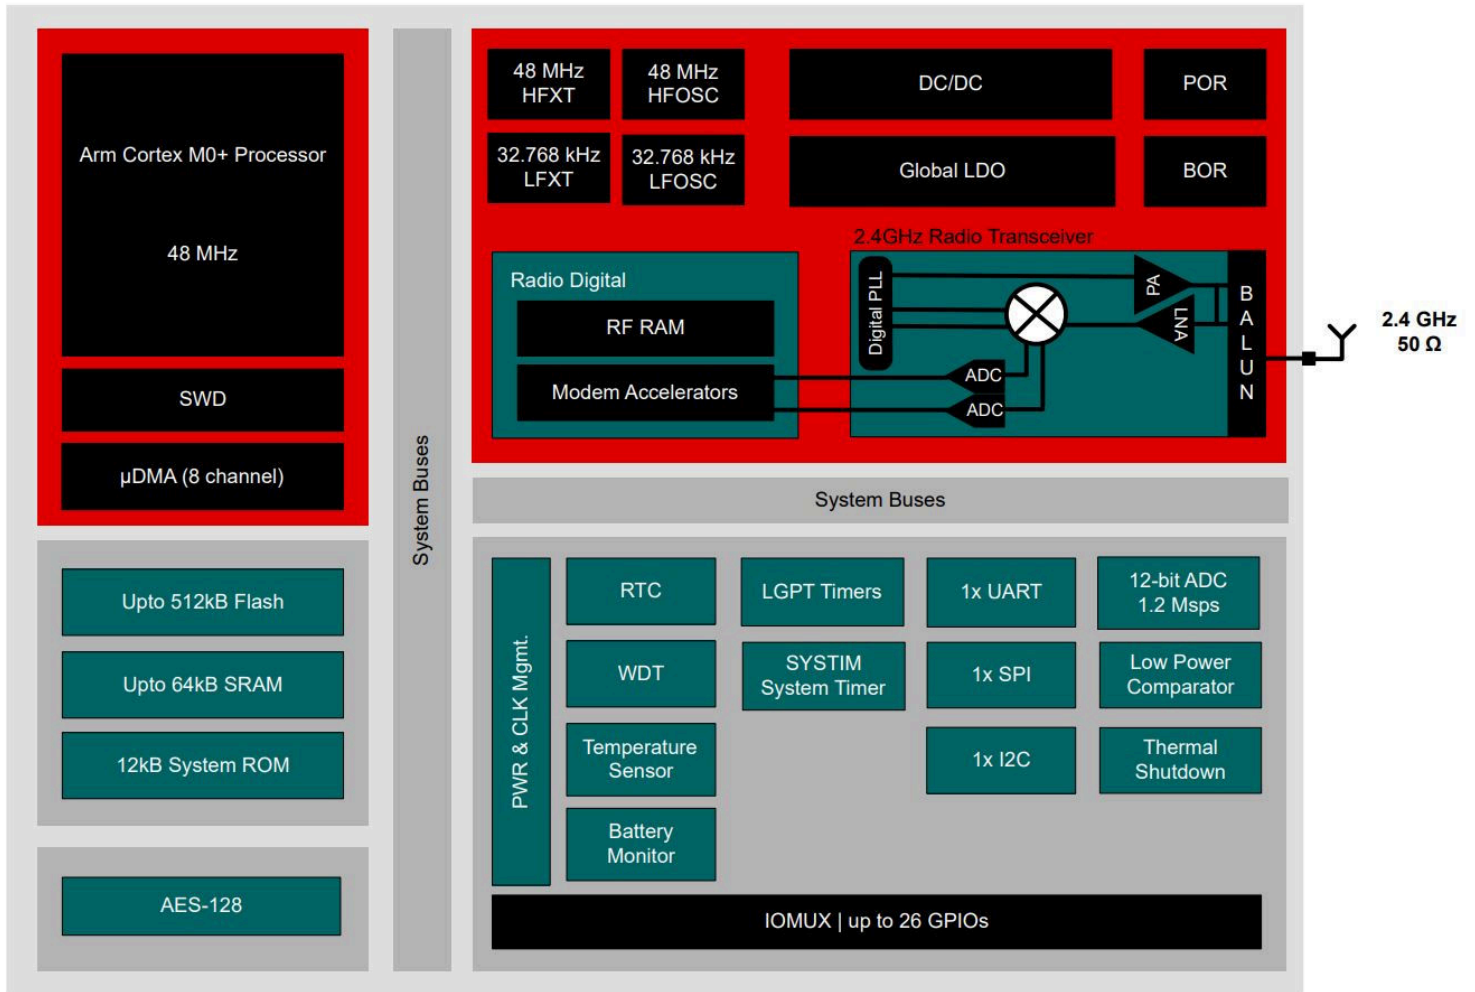 Arm Cortex M0+ Processor
48 MHz
SWD
µDMA (8 channel)
Upto 512kB Flash
Upto 64kB SRAM
12kB System ROM
AES-128
System Buses
48 MHz
HFXT
48 MHz
HFOSC
32.768 kHz
LFXT
32.768 kHz
LFOSC
DC/DC
Global LDO
POR
BOR
Radio Digital
RF RAM
Modem Accelerators
2.4GHz Radio Transceiver
Digital PLL
ADC
ADC
PA
LNA
BALUN
2.4 GHz
50 Ω
System Buses
PWR & CLK Mgmt.
RTC
WDT
Temperature
Sensor
Battery
Monitor
LGPT Timers
SYSTIM
System Timer
1x UART
1x SPI
1x I2C
12-bit ADC
1.2 Msps
Low Power
Comparator
Thermal
Shutdown
IOMUX | up to 26 GPIOs